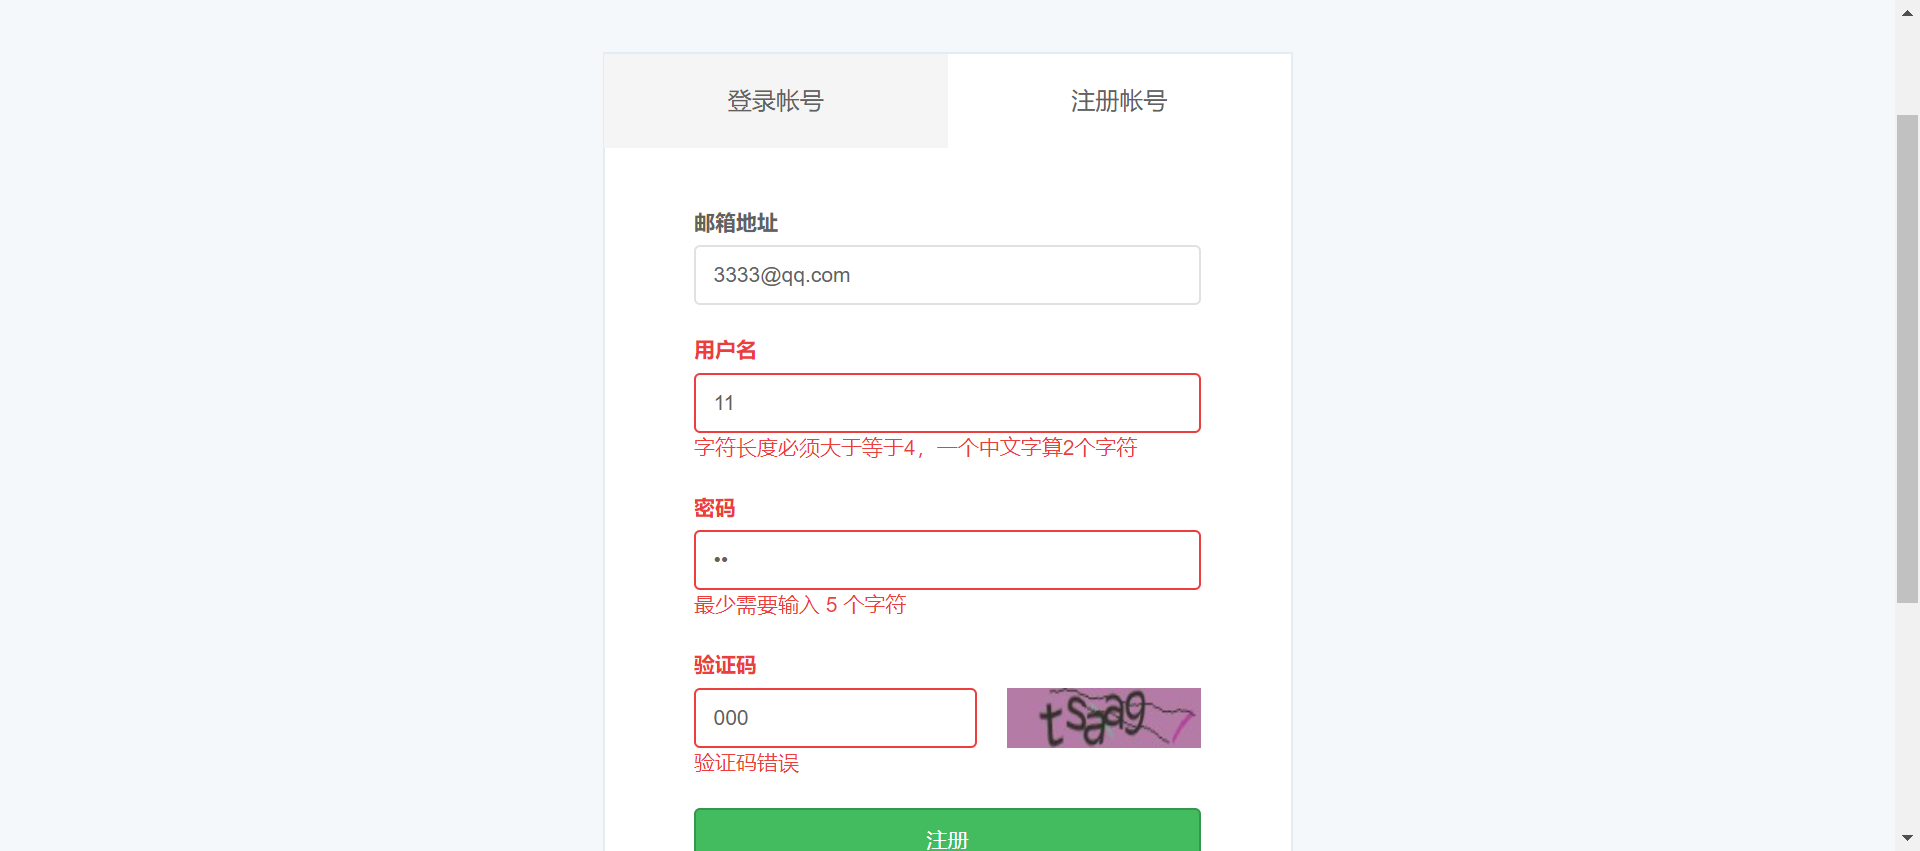 登录帐号
注册帐号
邮箱地址
3333@qq.com
用户名
11
字符长度必须大于等于4，一个中文字算2个字符
密码
••
最少需要输入 5 个字符
验证码
000
tsaag
验证码错误
注册